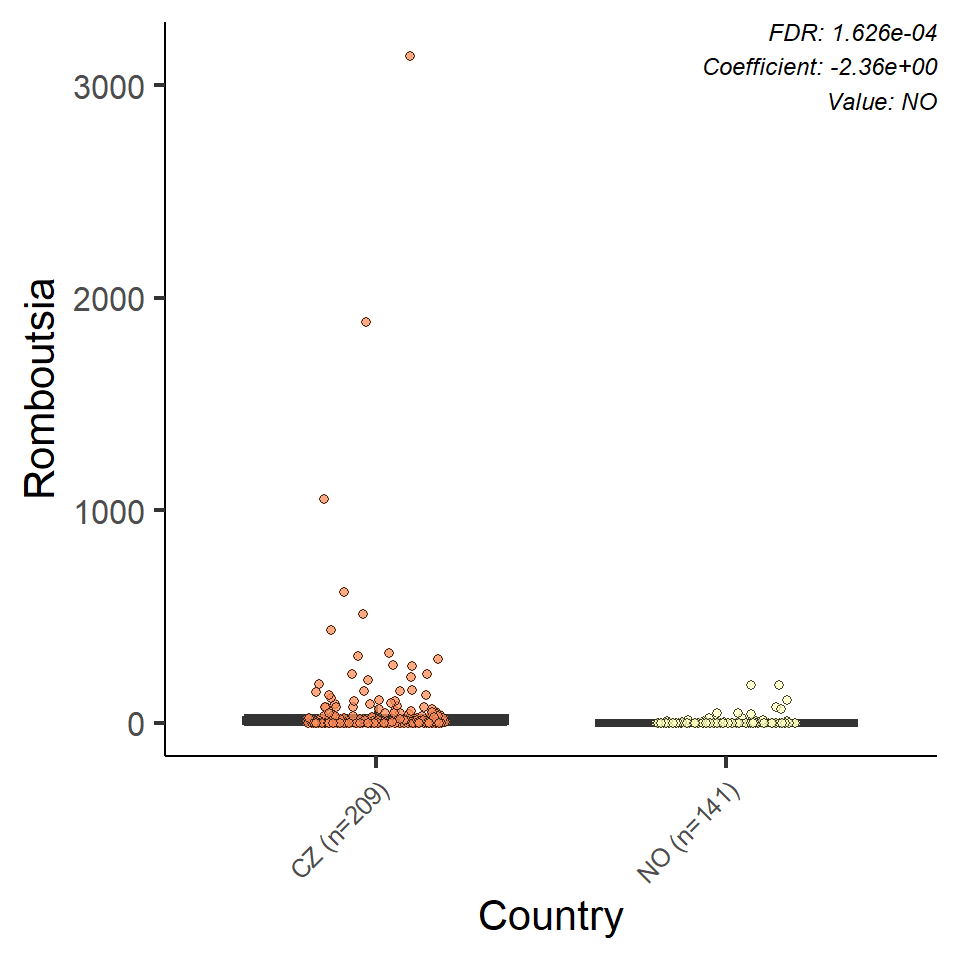 FDR: 1.626e-04
Coefficient: -2.36e+00
Value: NO
3000
2000
1000
0
Romboutsia
CZ (n=209)
NO (n=141)
Country